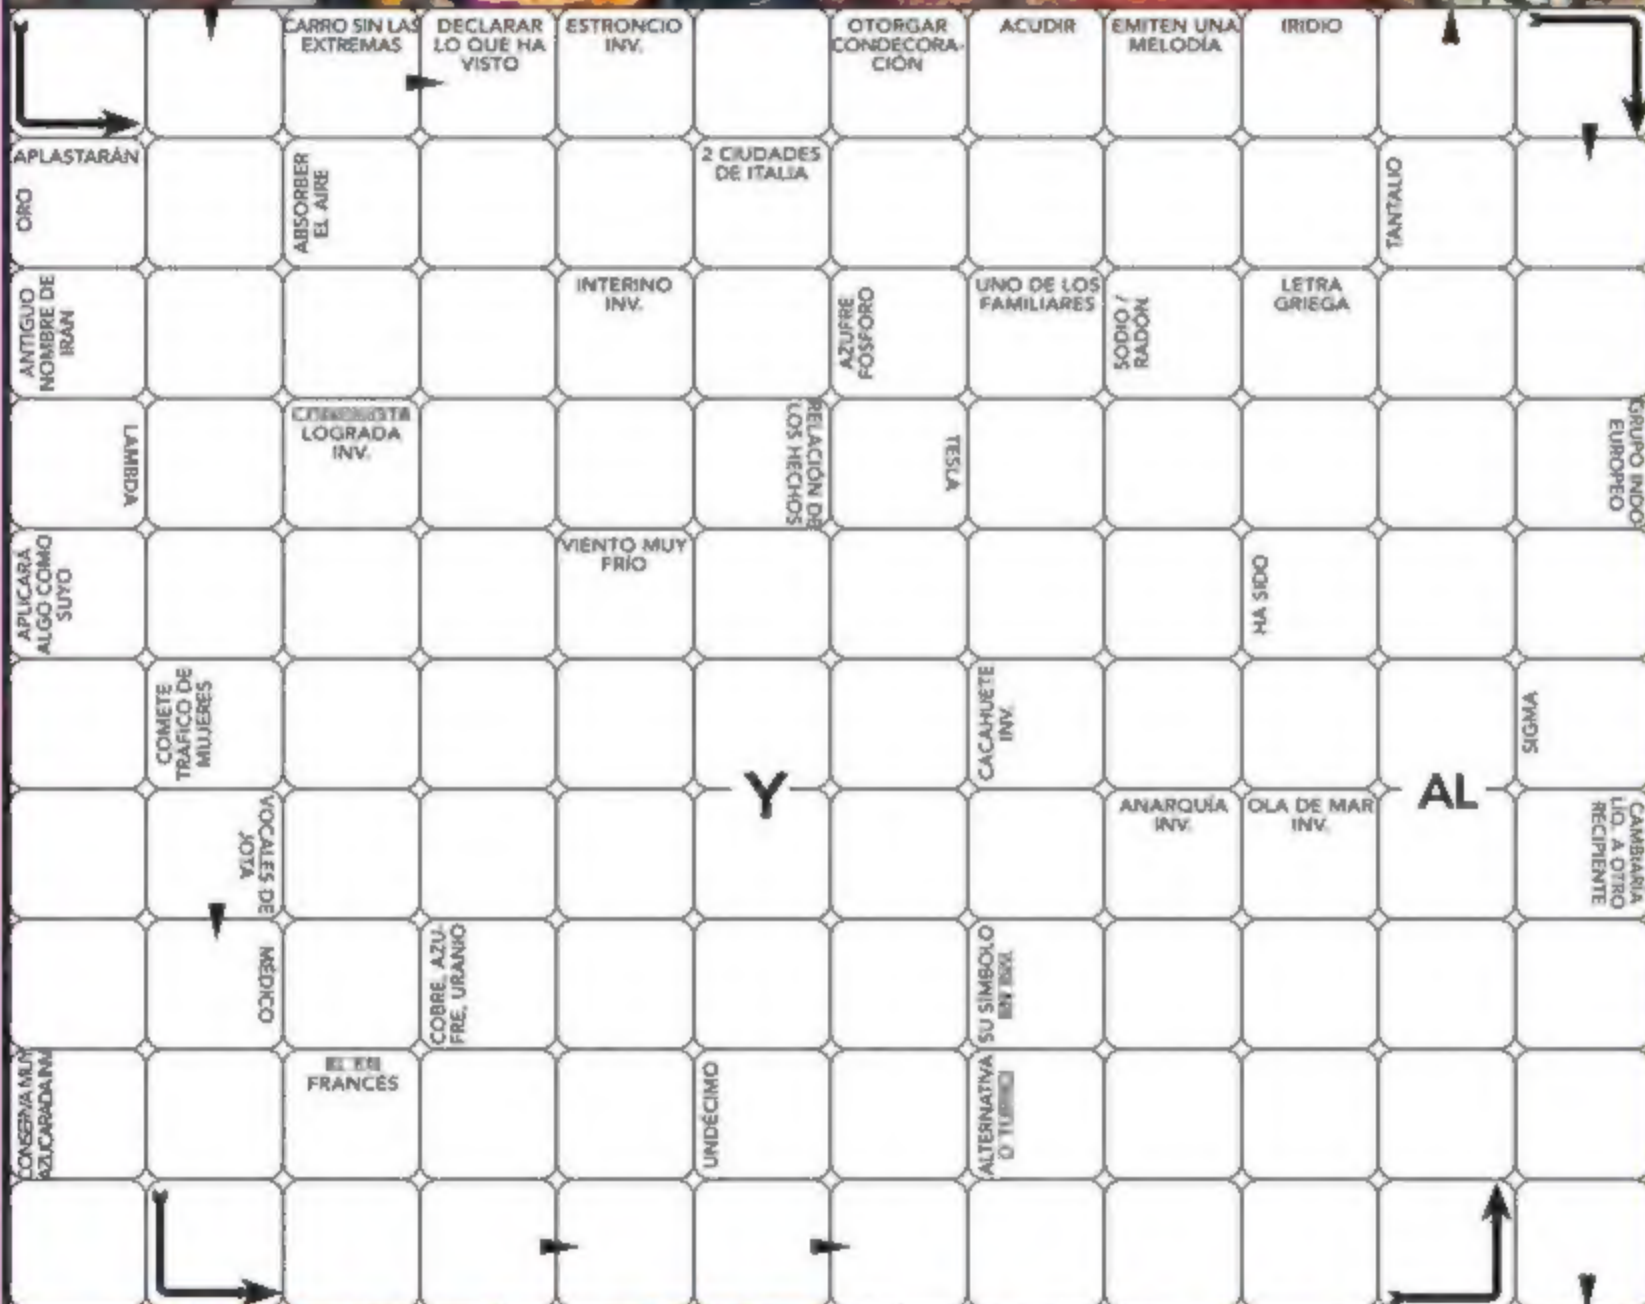 CARRO SIN LAS
EXTREMAS
DECLARAR
LO QUE HA
VISTO
ESTRONCIO
INV.
OTORGAR
CONDECORA-
CIÓN
ACUDIR
EMITEN UNA
MELODÍA
IRIDIO
APLASTARÁN
ORO
ABSORBER
EL AIRE
2 CIUDADES
DE ITALIA
TANTALIO
ANTIGUO
NOMBRE DE
IRÁN
INTERINO
INV.
AZUFRE
FOSFORO
UNO DE LOS
FAMILIARES
SODIO /
RADÓN
LETRA
GRIEGA
LAMBDA
LOGRADA
INV.
RELACIÓN DE
LOS HECHOS
TESLA
GRUPO INDO
EUROPEO
APLICARÁ
ALGO COMO
SUYO
VIENTO MUY
FRÍO
HA SIDO
COMETE
TRÁFICO DE
MUJERES
CACAHUETE
INV.
SIGMA
Y
AL
VOCALES DE
JOTA
ANARQUÍA
INV.
OLA DE MAR
INV.
CAMBIARÍA
LIQ. A OTRO
RECIPIENTE
MÉDICO
COBRE, AZU-
FRE, URANIO
SU SÍMBOLO
CONSERVA MUY
AZUCARADA INV.
FRANCÉS
UNDÉCIMO
ALTERNATIVA
O TURNO